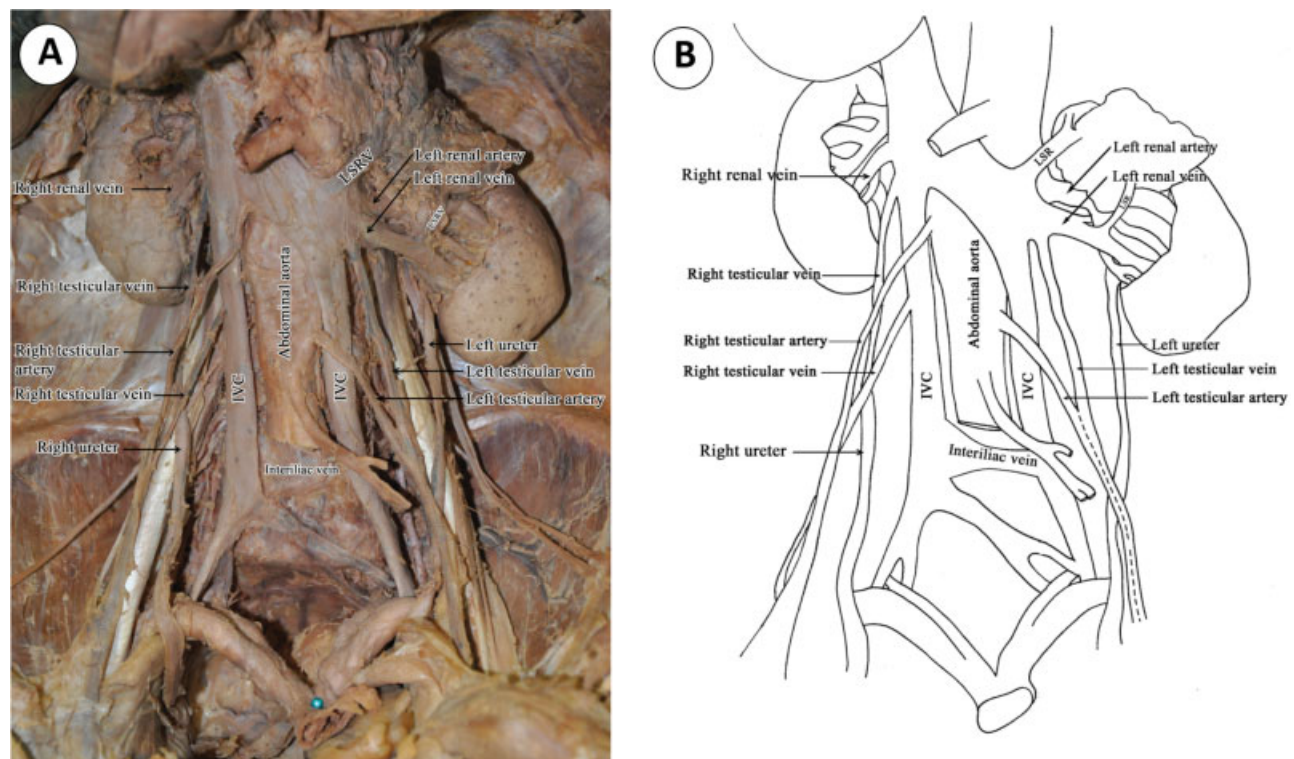 A
LSRV
Left renal artery
Left renal vein
Right renal vein
Right testicular vein
Abdominal aorta
Right testicular
artery
Right testicular vein
IVC
IVC
Left ureter
Left testicular vein
Left testicular artery
Right ureter
Interiliac vein
B
LSR
Left renal artery
Left renal vein
Right renal vein
Right testicular vein
Abdominal aorta
Right testicular artery
Right testicular vein
IVC
IVC
Left ureter
Left testicular vein
Left testicular artery
Right ureter
Interiliac vein